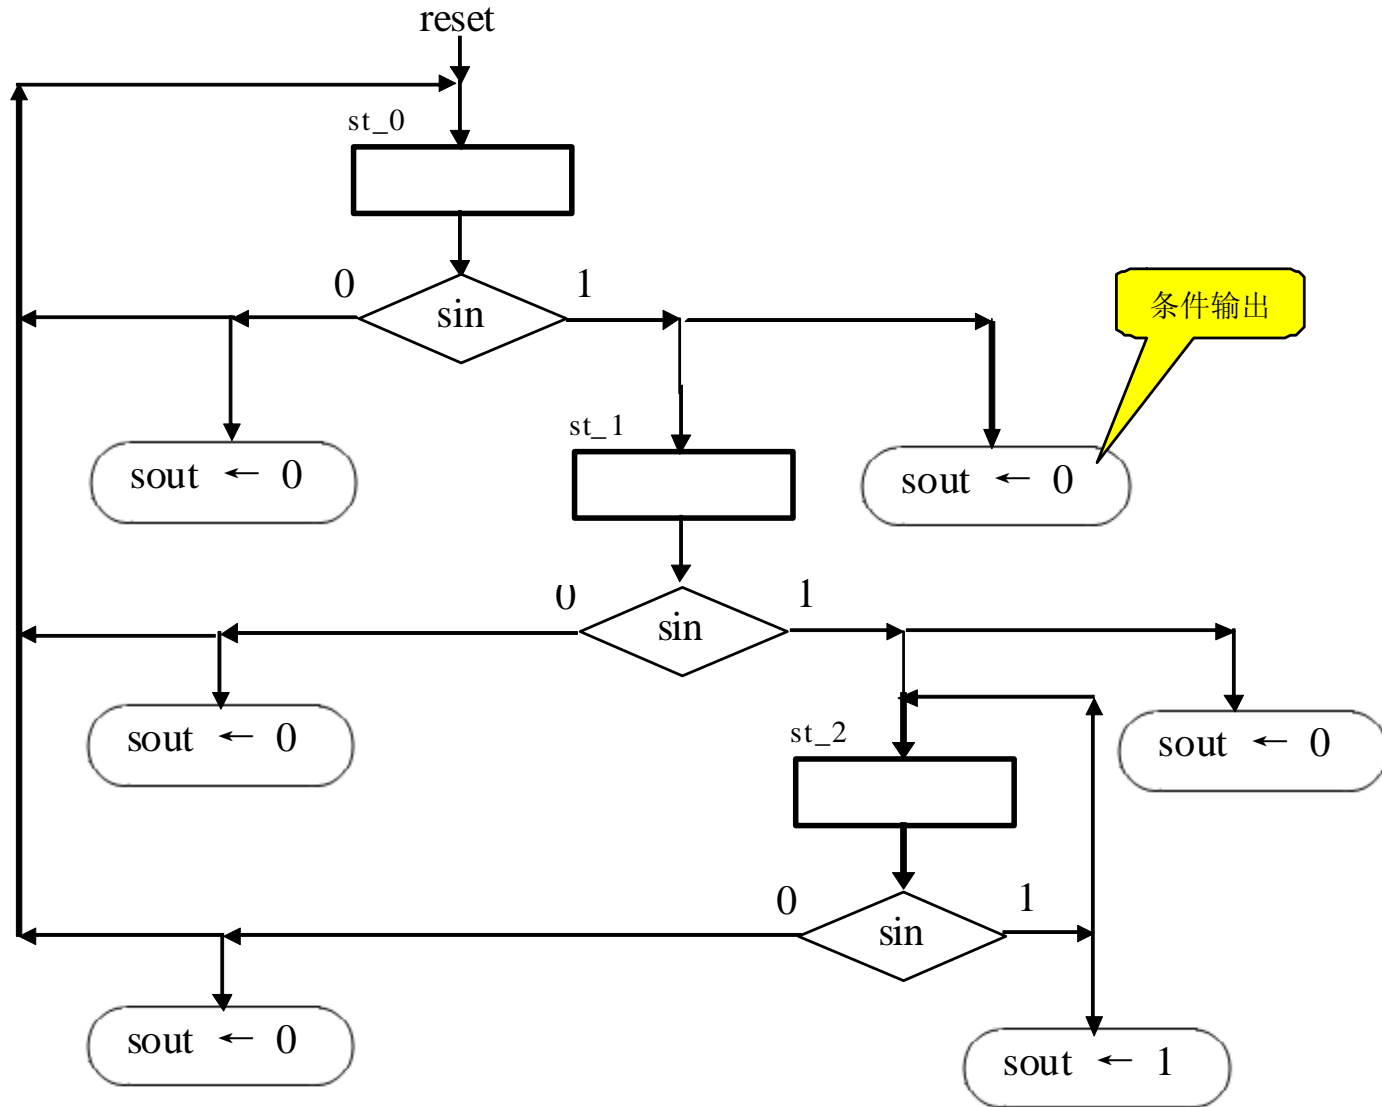 reset
st_0
0
1
sin
条件输出
st_1
sout ← 0
sout ← 0
0
1
sin
st_2
sout ← 0
sout ← 0
0
1
sin
sout ← 0
sout ← 1